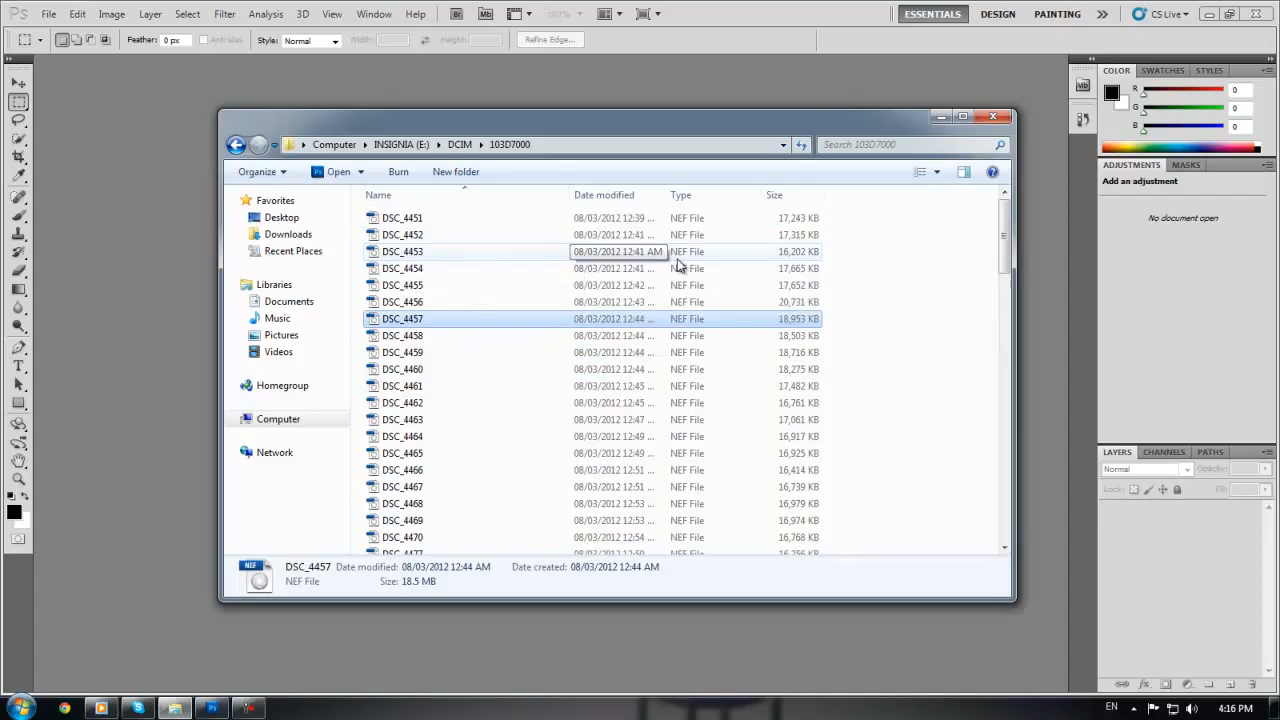 Ps File Edit Image Layer Select Filter Analysis 3D View Window Help Br Mb 100% ESSENTIALS DESIGN PAINTING CS Live
Feather: 0 px Anti-alias Style: Normal Width: Height: Refine Edge...
COLOR SWATCHES STYLES
Mb
R 0
G 0
B 0
Computer INSIGNIA (E:) DCIM 103D7000 Search 103D7000
Organize Open Burn New folder
ADJUSTMENTS MASKS
Add an adjustment
No document open
Name Date modified Type Size
Favorites
Desktop
Downloads
Recent Places
Libraries
Documents
Music
Pictures
Videos
Homegroup
Computer
Network
DSC_4451 08/03/2012 12:39 ... NEF File 17,243 KB
DSC_4452 08/03/2012 12:41 ... NEF File 17,315 KB
DSC_4453 08/03/2012 12:41 AM NEF File 16,202 KB
DSC_4454 08/03/2012 12:41 ... NEF File 17,665 KB
DSC_4455 08/03/2012 12:42 ... NEF File 17,652 KB
DSC_4456 08/03/2012 12:43 ... NEF File 20,731 KB
DSC_4457 08/03/2012 12:44 ... NEF File 18,953 KB
DSC_4458 08/03/2012 12:44 ... NEF File 18,503 KB
DSC_4459 08/03/2012 12:44 ... NEF File 18,716 KB
DSC_4460 08/03/2012 12:44 ... NEF File 18,275 KB
DSC_4461 08/03/2012 12:45 ... NEF File 17,482 KB
DSC_4462 08/03/2012 12:45 ... NEF File 16,761 KB
DSC_4463 08/03/2012 12:47 ... NEF File 17,061 KB
DSC_4464 08/03/2012 12:49 ... NEF File 16,917 KB
DSC_4465 08/03/2012 12:49 ... NEF File 16,925 KB
DSC_4466 08/03/2012 12:51 ... NEF File 16,414 KB
DSC_4467 08/03/2012 12:51 ... NEF File 16,739 KB
DSC_4468 08/03/2012 12:53 ... NEF File 16,979 KB
DSC_4469 08/03/2012 12:53 ... NEF File 16,974 KB
DSC_4470 08/03/2012 12:54 ... NEF File 16,768 KB
LAYERS CHANNELS PATHS
Normal Opacity:
Lock: Fill:
NEF
DSC_4457 Date modified: 08/03/2012 12:44 AM Date created: 08/03/2012 12:44 AM
NEF File Size: 18.5 MB
EN 4:16 PM